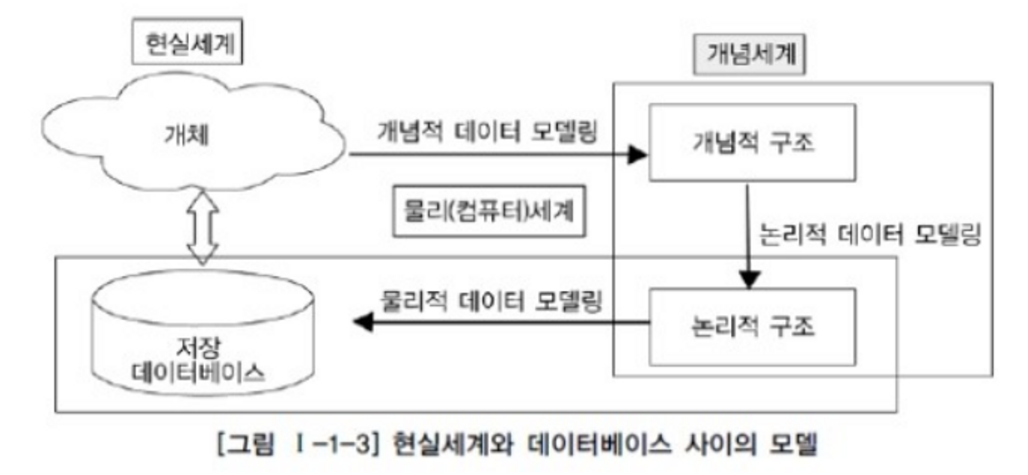 현실세계
개념세계
개체
개념적 데이터 모델링
개념적 구조
물리(컴퓨터)세계
논리적 데이터 모델링
물리적 데이터 모델링
논리적 구조
저장
데이터베이스
[그림 Ⅰ-1-3] 현실세계와 데이터베이스 사이의 모델